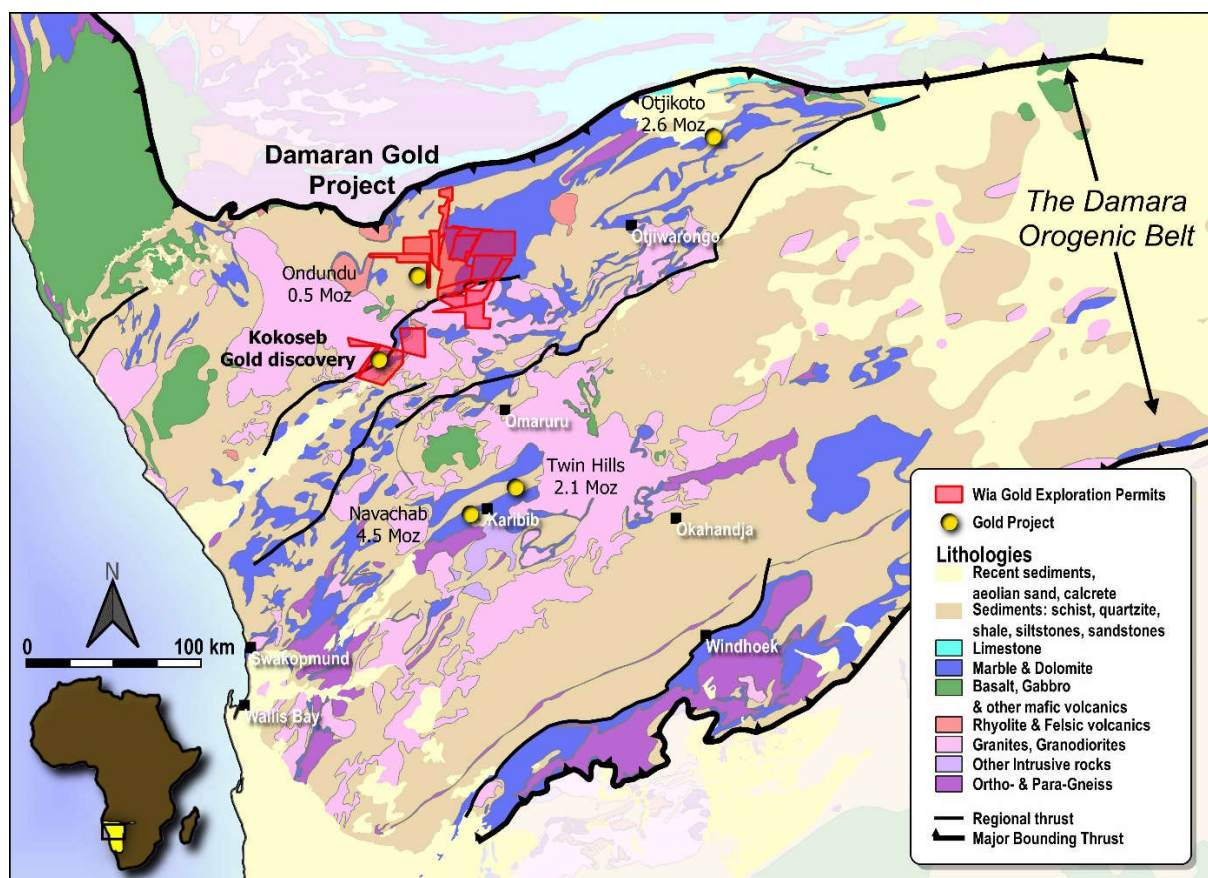 Otjikoto
2.6 Moz
Damaran Gold
Project
The Damara
Orogenic Belt
Otjiwarongo
Ondundu
0.5 Moz
Kokoseb
Gold discovery
Omaruru
Twin Hills
2.1 Moz
Navachab
4.5 Moz
Karibib
Okahandja
N
0
100 km
Swakopmund
Wallis Bay
Windhoek
Wia Gold Exploration Permits
Gold Project
Lithologies
Recent sediments,
aeolian sand, calcrete
Sediments: schist, quartzite,
shale, siltstones, sandstones
Limestone
Marble & Dolomite
Basalt, Gabbro
& other mafic volcanics
Rhyolite & Felsic volcanics
Granites, Granodiorites
Other Intrusive rocks
Ortho- & Para-Gneiss
Regional thrust
Major Bounding Thrust